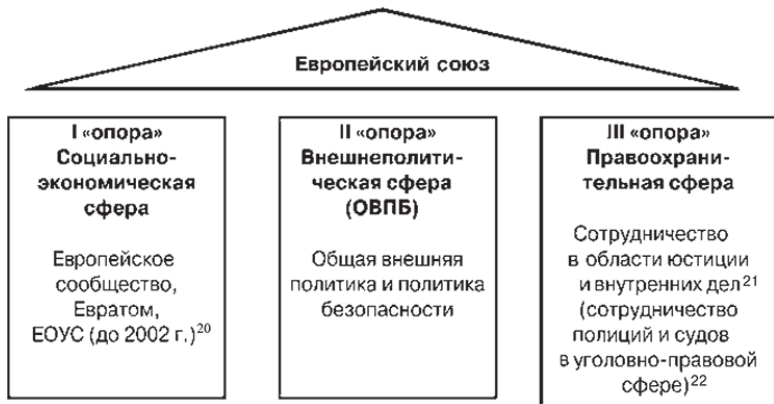 Европейский союз
I «опора»
Социально-
экономическая
сфера
Европейское
сообщество,
Евратом,
ЕОУС (до 2002 г.)20
II «опора»
Внешнеполити-
ческая сфера
(ОВПБ)
Общая внешняя
политика и политика
безопасности
III «опора»
Правоохрани-
тельная сфера
Сотрудничество
в области юстиции
и внутренних дел21
(сотрудничество
полиций и судов
в уголовно-правовой
сфере)22